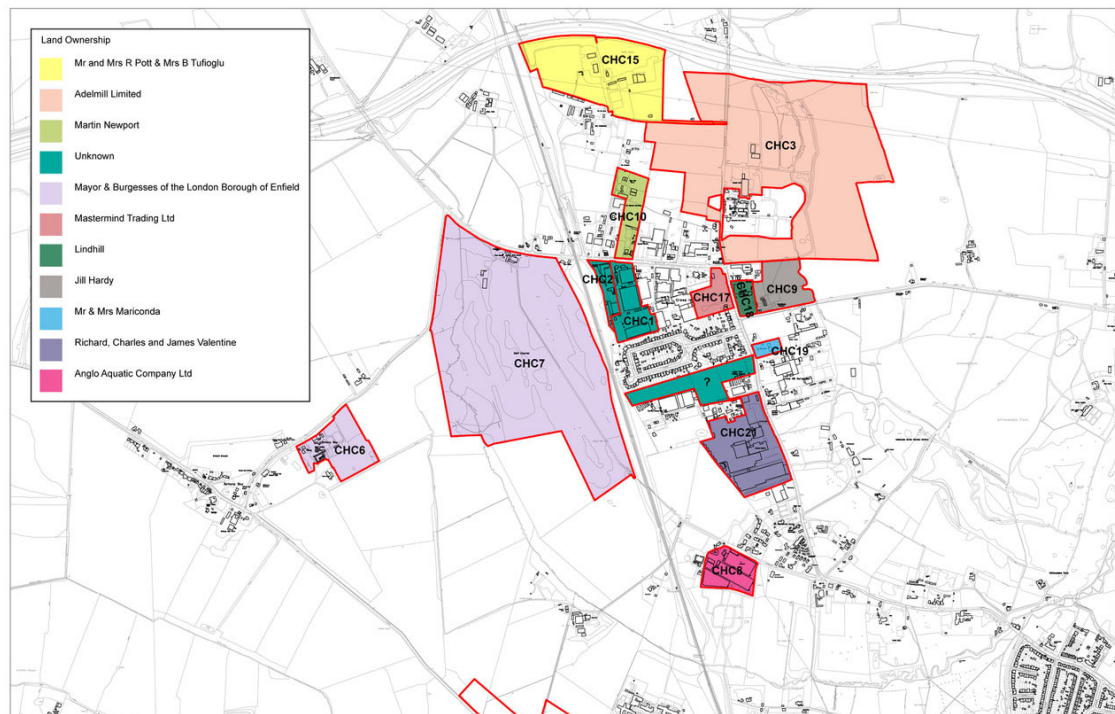 Land Ownership
Mr and Mrs R Pott & Mrs B Tufioglu
Adelmill Limited
Martin Newport
Unknown
Mayor & Burgesses of the London Borough of Enfield
Mastermind Trading Ltd
Lindhill
Jill Hardy
Mr & Mrs Mariconda
Richard, Charles and James Valentine
Anglo Aquatic Company Ltd
CHC15
CHC3
CHC10
CHC2
CHC1
CHC17
CHC18
CHC9
CHC19
CHC7
?
CHC21
CHC6
CHC8